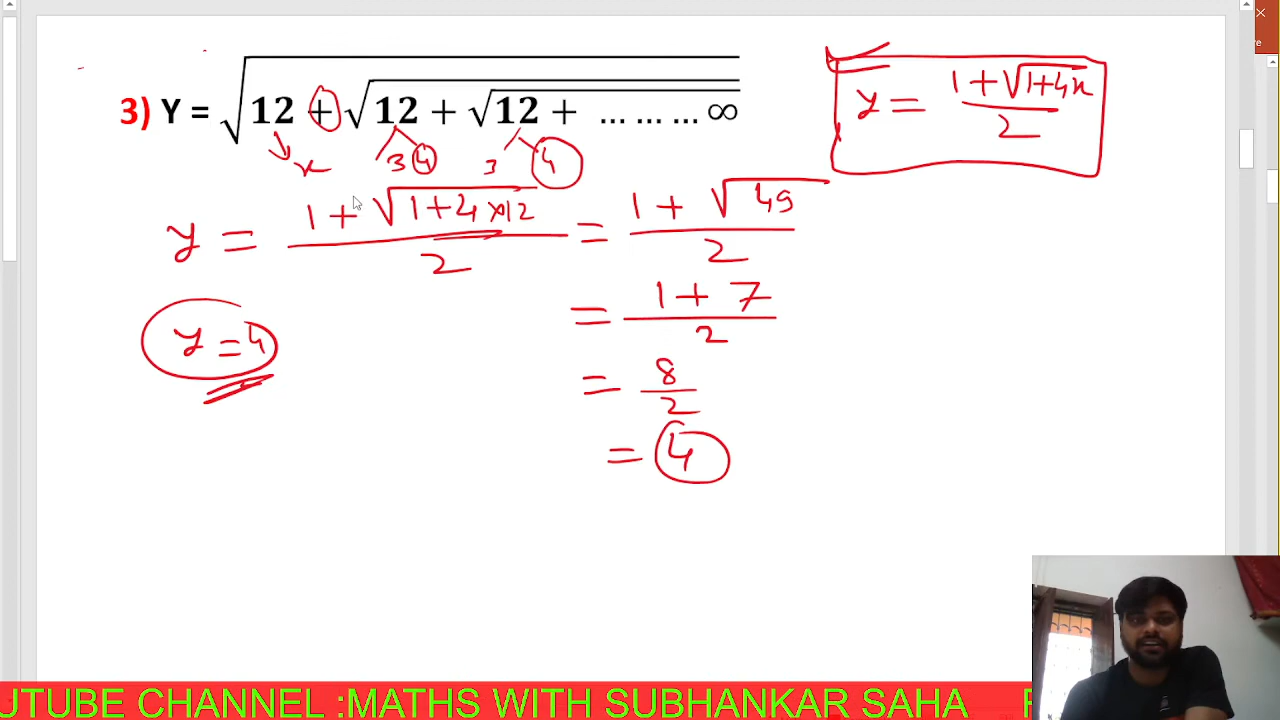 3) Y = √(12 + √(12 + √(12 + ... ... ... ∞
x 3 4 3 4
y = (1 + √(1+4x))/2
y = (1 + √(1+4×12))/2 = (1 + √49)/2
= (1 + 7)/2
y = 4
= 8/2
= 4
UTUBE CHANNEL :MATHS WITH SUBHANKAR SAHA